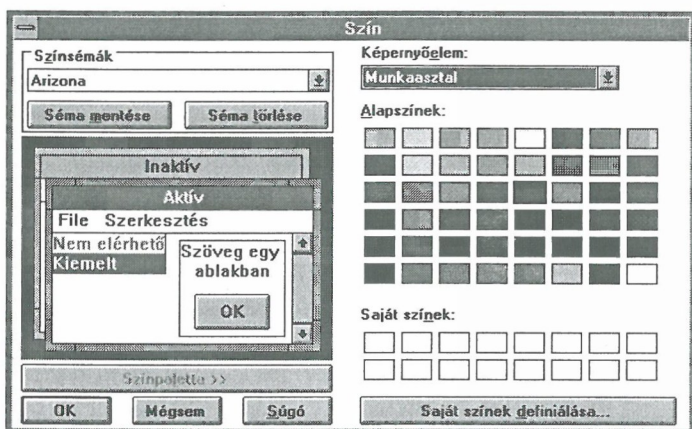 Szín
Színsémák
Arizona
Séma mentése
Séma törlése
Inaktív
Aktív
File Szerkesztés
Nem elérhető
Kiemelt
Szöveg egy
ablakban
OK
Színpaletta >>
OK
Mégsem
Súgó
Képernyőelem:
Munkaasztal
Alapszínek:
Saját színek:
Saját színek definiálása...